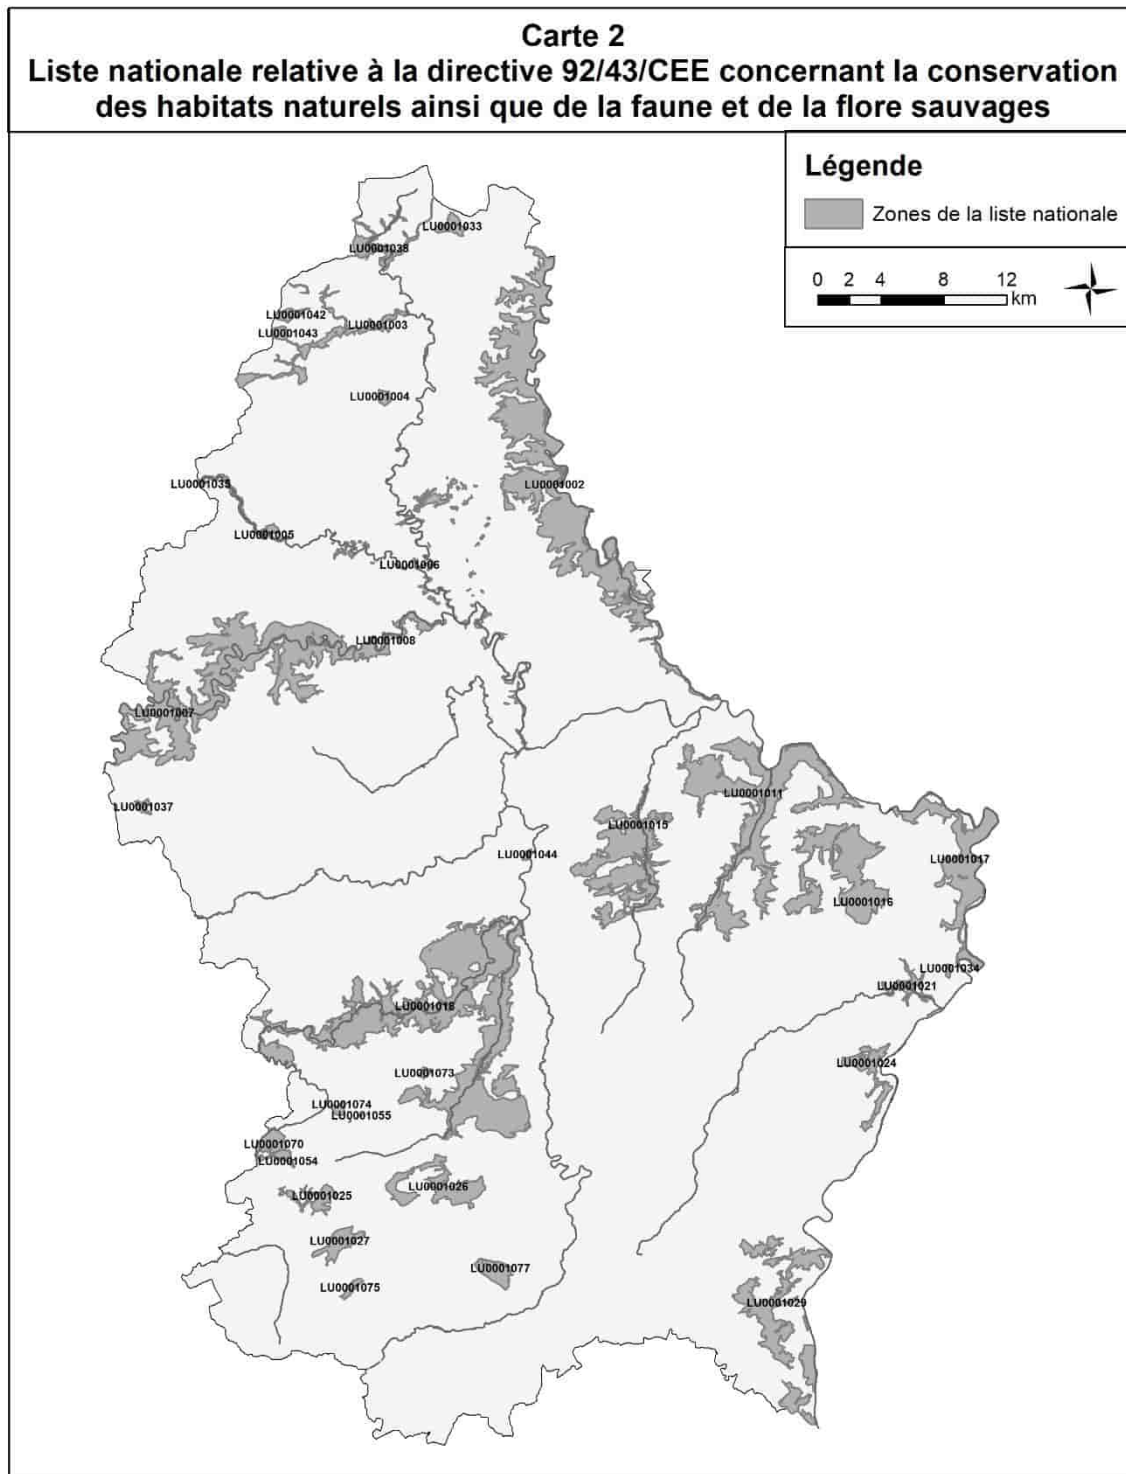 Carte 2
Liste nationale relative à la directive 92/43/CEE concernant la conservation
des habitats naturels ainsi que de la faune et de la flore sauvages
Légende
Zones de la liste nationale
0 2 4 8 12
km
LU0001033
LU0001038
LU0001042
LU0001003
LU0001043
LU0001004
LU0001035
LU0001002
LU0001005
LU0001006
LU0001008
LU0001007
LU0001011
LU0001037
LU0001015
LU0001044
LU0001017
LU0001016
LU0001034
LU0001021
LU0001018
LU0001024
LU0001073
LU0001074
LU0001055
LU0001070
LU0001054
LU0001026
LU0001025
LU0001027
LU0001077
LU0001075
LU0001029